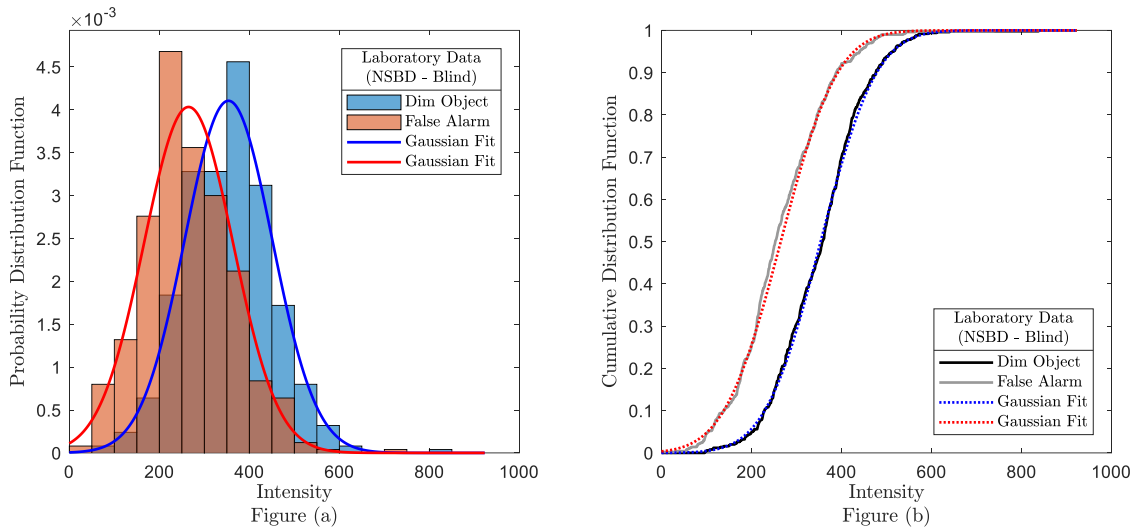 ×10⁻³
4.5
4
3.5
3
2.5
2
1.5
1
0.5
0
Probability Distribution Function
0 200 400 600 800 1000
Intensity
Figure (a)
Laboratory Data
(NSBD - Blind)
Dim Object
False Alarm
Gaussian Fit
Gaussian Fit
1
0.9
0.8
0.7
0.6
0.5
0.4
0.3
0.2
0.1
0
Cumulative Distribution Function
0 200 400 600 800 1000
Intensity
Figure (b)
Laboratory Data
(NSBD - Blind)
Dim Object
False Alarm
Gaussian Fit
Gaussian Fit